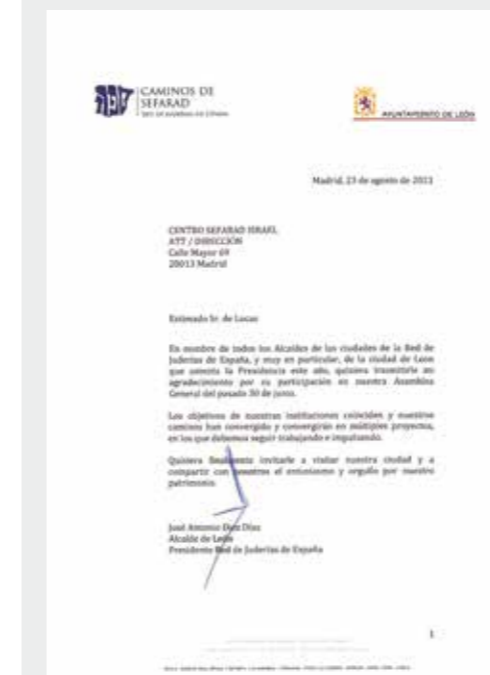 CAMINOS DE
SEFARAD
RED DE JUDERÍAS DE ESPAÑA
AYUNTAMIENTO DE LEÓN
Madrid, 23 de agosto de
CENTRO SEFARAD ISRAEL
ATT / DIRECCIÓN
Calle Mayor 69
28013 Madrid
Estimado Sr. de Lucas
En nombre de todos los Alcaldes de las ciudades de la Red de
Juderías de España, y muy en particular, de la ciudad de León
que ostenta la Presidencia este año, quisiera transmitirle mi
agradecimiento por su participación en nuestra Asamblea
General del pasado 30 de junio.
Los objetivos de nuestras instituciones coinciden y nuestros
caminos han convergido y convergirán en múltiples proyectos,
en los que debemos seguir trabajando e impulsando.
Quisiera finalmente invitarle a visitar nuestra ciudad y a
compartir con nosotros el entusiasmo y orgullo por nuestro
patrimonio.
José Antonio Diez Díaz
Alcalde de León
Presidente Red de Juderías de España
1